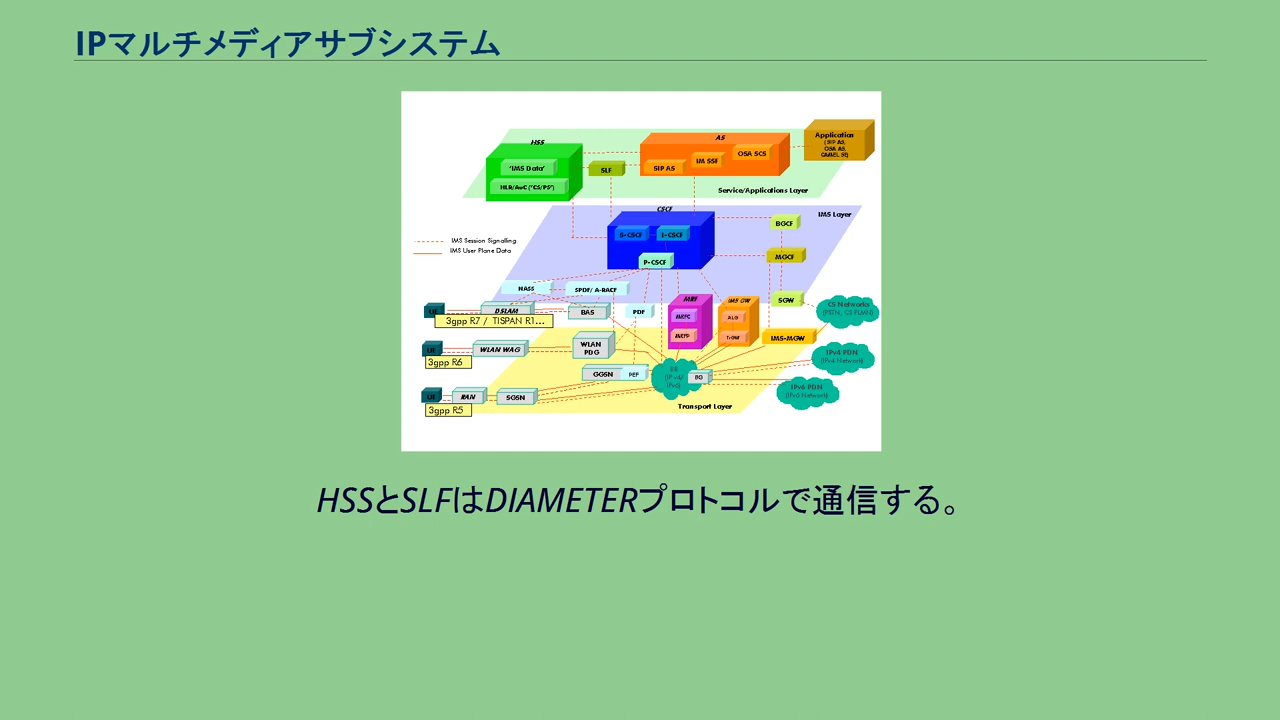 IPマルチメディアサブシステム
HSS
AS
Application
(SIP AS,
OSA AS,
CAMEL SE)
'IMS Data'
SLF
SIP AS
IM SSF
OSA SCS
HLR/AuC ('CS/PS')
Service/Applications Layer
CSCF
IMS Layer
S-CSCF
I-CSCF
BGCF
IMS Session Signalling
IMS User Plane Data
P-CSCF
MGCF
NASS
SPDF/ A-RACF
SGW
UE
DSLAM
BAS
PDF
MRF
IMS GW
CS Networks
(PSTN, CS PLMN)
3gpp R7 / TISPAN R1...
MRFC
ALG
MRFP
TrGW
IMS-MGW
UE
WLAN WAG
WLAN
PDG
3gpp R6
IPv4 PDN
(IPv4 Network)
GGSN
PEF
BB
(IPv4/
IPv6)
BG
IPv6 PDN
(IPv6 Network)
UE
RAN
SGSN
3gpp R5
Transport Layer
HSSとSLFはDIAMETERプロトコルで通信する。